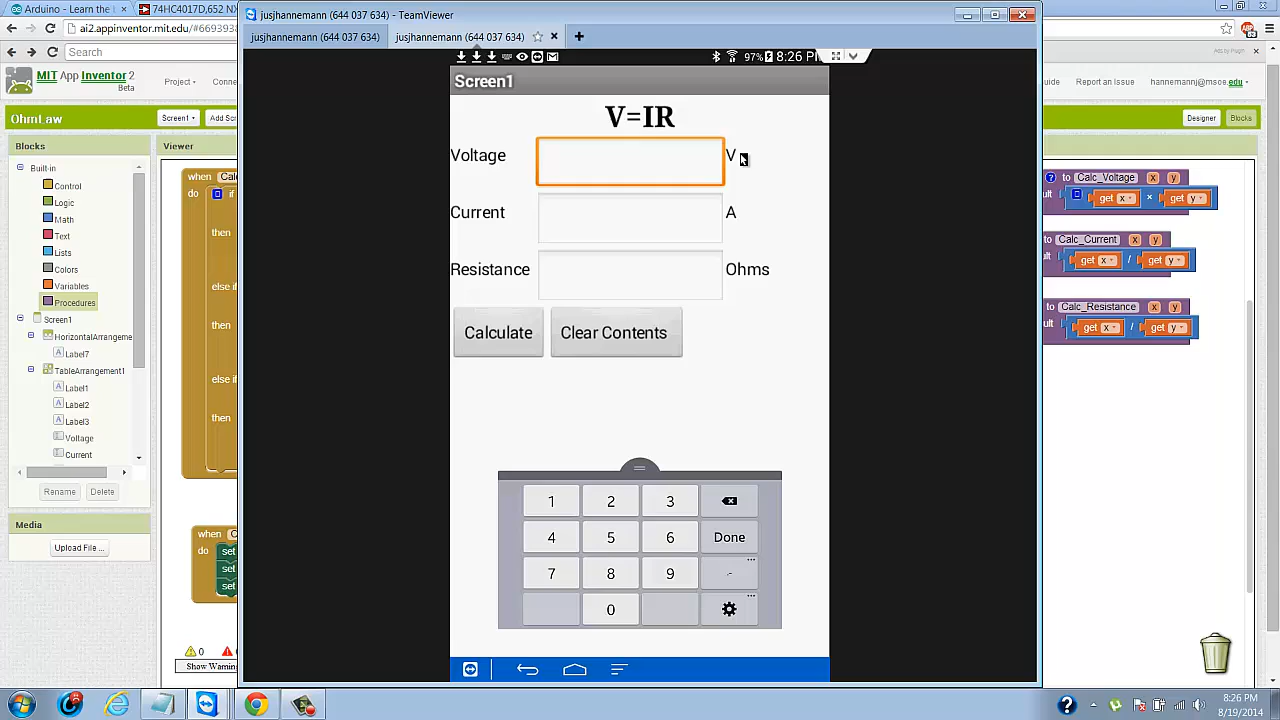 jusjhannemann (644 037 634) - TeamViewer
Arduino - Learn the
74HC4017D,652 NX
jusjhannemann (644 037 634)
jusjhannemann (644 037 634)
ai2.appinventor.mit.edu/#669393
Search
97% 8:26 PM
MIT App Inventor 2
Beta
Project
Conne
Report an Issue
hannemannj@msoe.edu
Screen1
OhmLaw
Screen1
Add Scr
Designer
Blocks
V=IR
Blocks
Viewer
Built-in
Control
Logic
Math
Text
Lists
Colors
Variables
Procedures
Screen1
HorizontalArrangeme
Label7
TableArrangement1
Label1
Label2
Label3
Voltage
Current
Rename
Delete
Media
Upload File ...
when
do
if
then
else if
then
else if
then
when
do
set
set
set
0
Show Warnin
Voltage
V
Current
A
Resistance
Ohms
Calculate
Clear Contents
1
2
3
4
5
6
Done
7
8
9
0
to Calc_Voltage x y
get x × get y
to Calc_Current x y
get x / get y
to Calc_Resistance x y
get x / get y
8:26 PM
8/19/2014